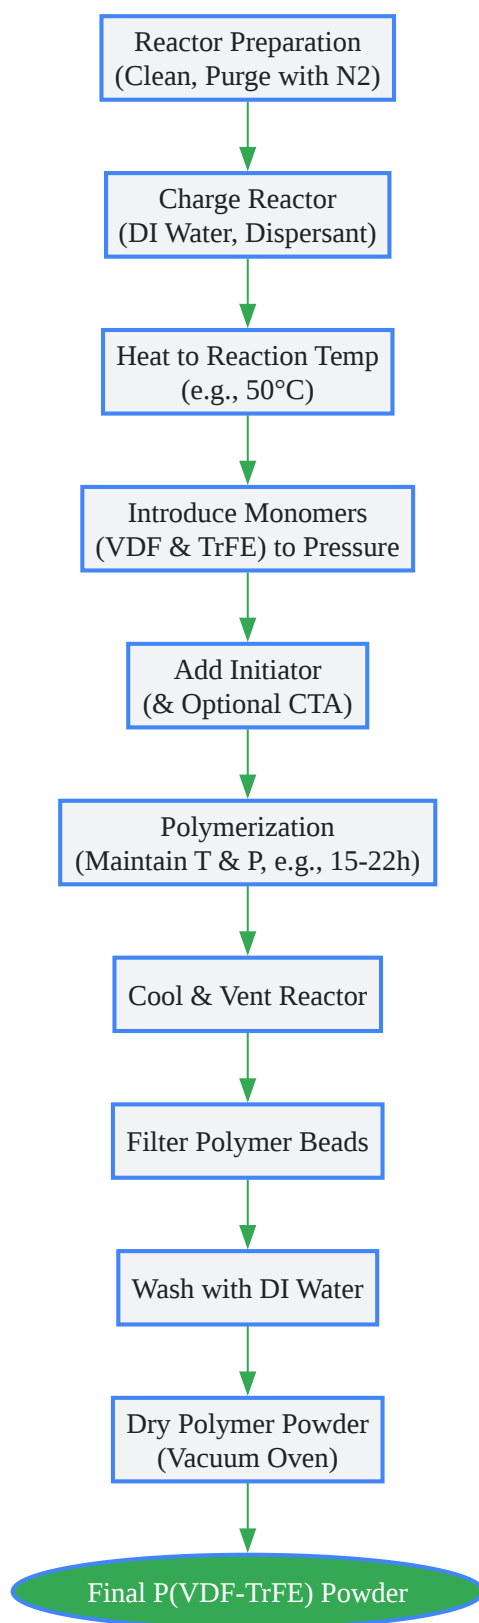 Reactor Preparation
(Clean, Purge with N2)
Charge Reactor
(DI Water, Dispersant)
Heat to Reaction Temp
(e.g., 50°C)
Introduce Monomers
(VDF & TrFE) to Pressure
Add Initiator
(& Optional CTA)
Polymerization
(Maintain T & P, e.g., 15-22h)
Cool & Vent Reactor
Filter Polymer Beads
Wash with DI Water
Dry Polymer Powder
(Vacuum Oven)
Final P(VDF-TrFE) Powder